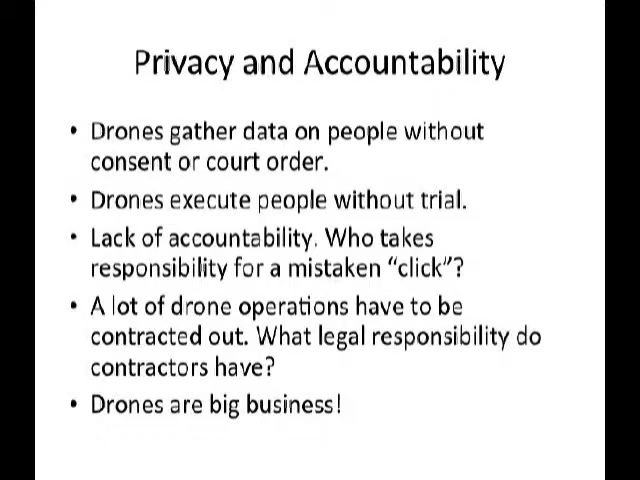 Privacy and Accountability
• Drones gather data on people without
consent or court order.
• Drones execute people without trial.
• Lack of accountability. Who takes
responsibility for a mistaken “click”?
• A lot of drone operations have to be
contracted out. What legal responsibility do
contractors have?
• Drones are big business!